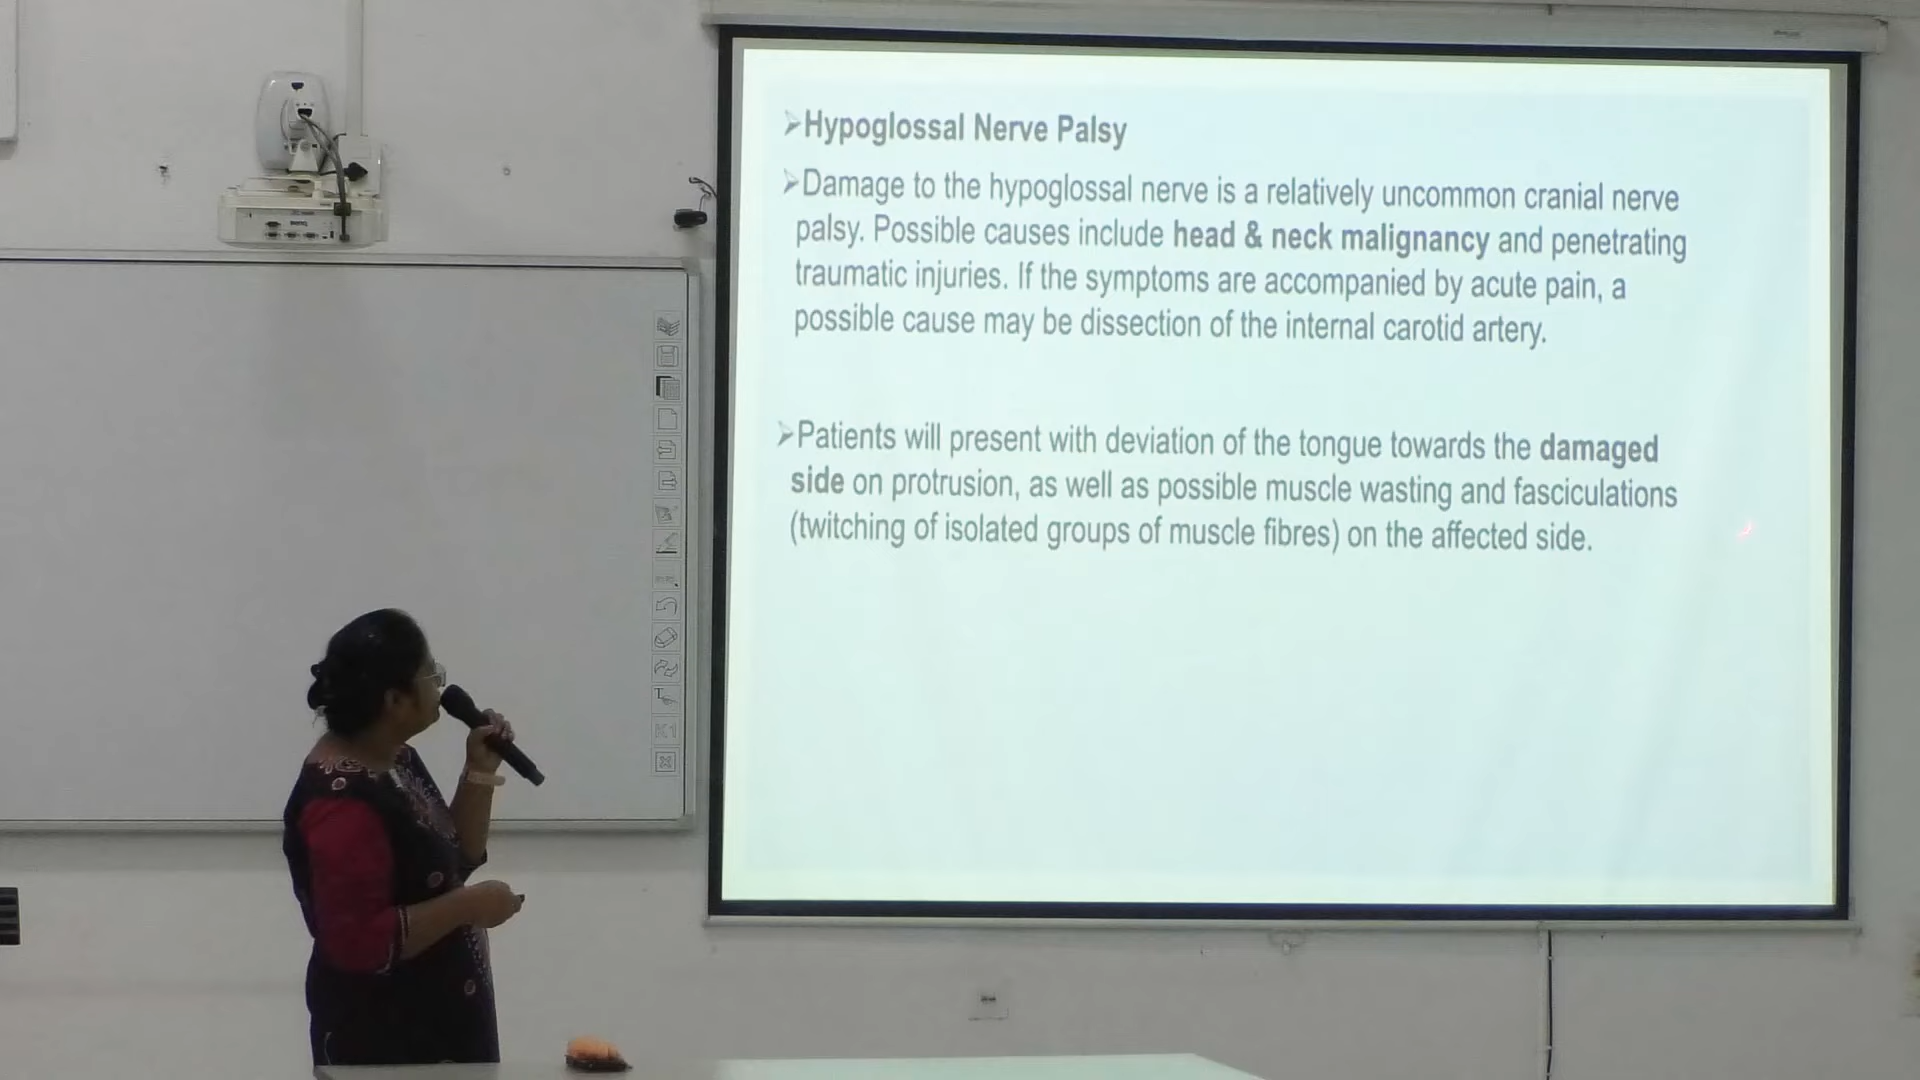 ➢Hypoglossal Nerve Palsy
➢Damage to the hypoglossal nerve is a relatively uncommon cranial nerve
palsy. Possible causes include head & neck malignancy and penetrating
traumatic injuries. If the symptoms are accompanied by acute pain, a
possible cause may be dissection of the internal carotid artery.
➢Patients will present with deviation of the tongue towards the damaged
side on protrusion, as well as possible muscle wasting and fasciculations
(twitching of isolated groups of muscle fibres) on the affected side.